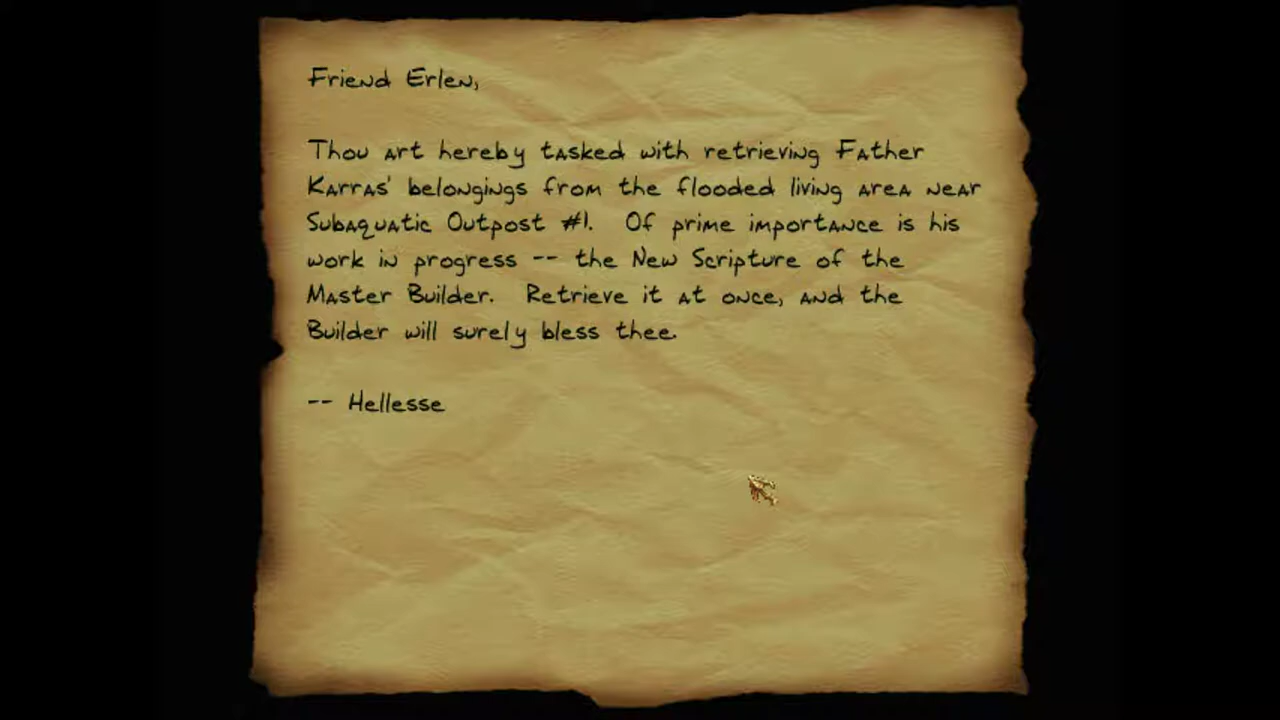 Friend Erlen,
Thou art hereby tasked with retrieving Father
Karras' belongings from the flooded living area near
Subaquatic Outpost #1.  Of prime importance is his
work in progress -- the New Scripture of the
Master Builder.  Retrieve it at once, and the
Builder will surely bless thee.
-- Hellesse